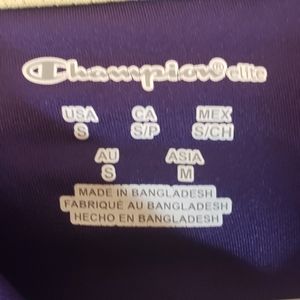 Champion® elite
USA CA MEX
S S/P S/CH
AU ASIA
S M
MADE IN BANGLADESH
FABRIQUÉ AU BANGLADESH
HECHO EN BANGLADESH